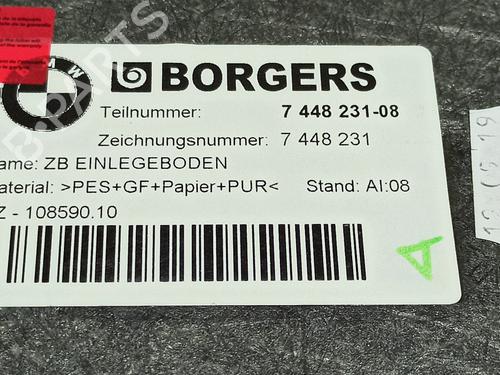 BMW
BORGERS
Teilnummer: 7 448 231-08
Zeichnungsnummer: 7 448 231
ame: ZB EINLEGEBODEN
aterial: >PES+GF+Papier+PUR< Stand: AI:08
Z - 108590.10